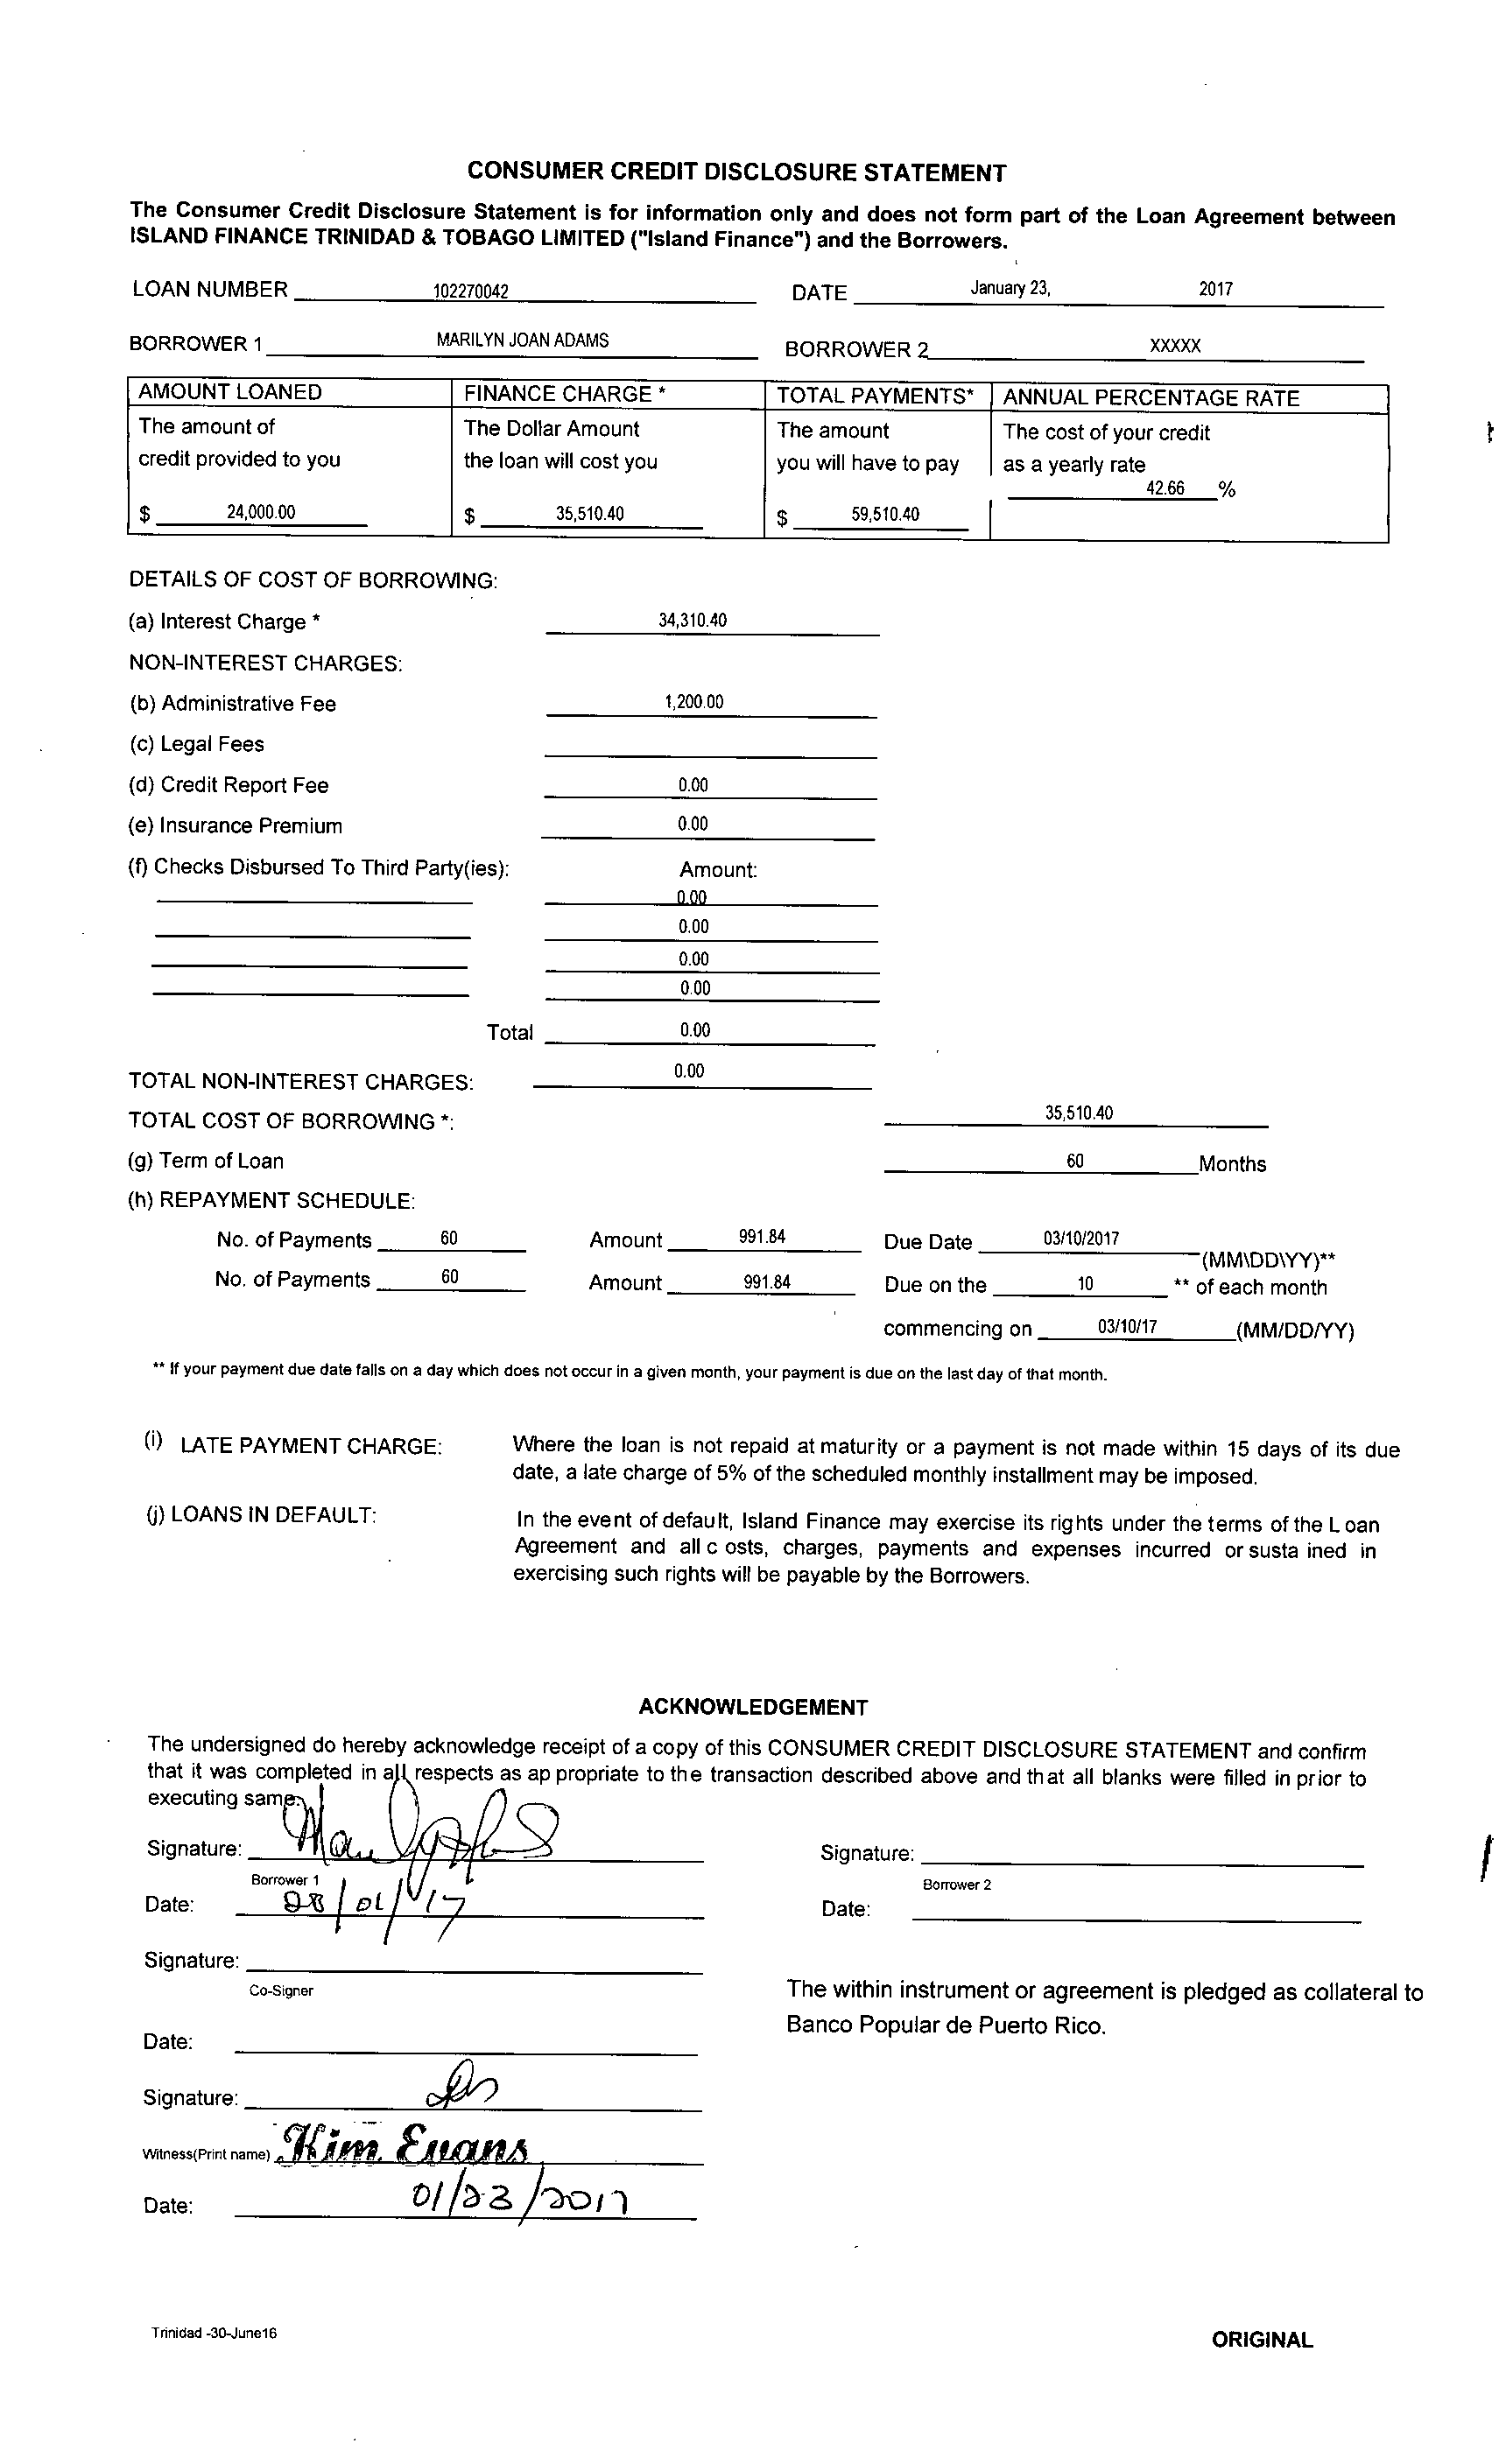 CONSUMER CREDIT DISCLOSURE STATEMENT
The Consumer Credit Disclosure Statement is for information only and does not form part of the Loan Agreement between
ISLAND FINANCE TRINIDAD & TOBAGO LIMITED ("Island Finance") and the Borrowers.
LOAN NUMBER 102270042 DATE January 23, 2017
BORROWER 1 MARILYN JOAN ADAMS BORROWER 2 XXXXX
AMOUNT LOANED FINANCE CHARGE * TOTAL PAYMENTS* ANNUAL PERCENTAGE RATE
The amount of The Dollar Amount The amount The cost of your credit
credit provided to you the loan will cost you you will have to pay as a yearly rate
42.66 %
$ 24,000.00 $ 35,510.40 $ 59,510.40
DETAILS OF COST OF BORROWING:
(a) Interest Charge * 34,310.40
NON-INTEREST CHARGES:
(b) Administrative Fee 1,200.00
(c) Legal Fees
(d) Credit Report Fee 0.00
(e) Insurance Premium 0.00
(f) Checks Disbursed To Third Party(ies): Amount:
0.00
0.00
0.00
0.00
Total 0.00
TOTAL NON-INTEREST CHARGES: 0.00
TOTAL COST OF BORROWING *: 35,510.40
(g) Term of Loan 60 Months
(h) REPAYMENT SCHEDULE:
No. of Payments 60 Amount 991.84 Due Date 03/10/2017 (MM\DD\YY)**
No. of Payments 60 Amount 991.84 Due on the 10 ** of each month
commencing on 03/10/17 (MM/DD/YY)
** If your payment due date falls on a day which does not occur in a given month, your payment is due on the last day of that month.
(i) LATE PAYMENT CHARGE: Where the loan is not repaid at maturity or a payment is not made within 15 days of its due
date, a late charge of 5% of the scheduled monthly installment may be imposed.
(j) LOANS IN DEFAULT: In the event of default, Island Finance may exercise its rights under the terms of the L oan
Agreement and all c osts, charges, payments and expenses incurred or susta ined in
exercising such rights will be payable by the Borrowers.
ACKNOWLEDGEMENT
The undersigned do hereby acknowledge receipt of a copy of this CONSUMER CREDIT DISCLOSURE STATEMENT and confirm
that it was completed in all respects as ap propriate to the transaction described above and that all blanks were filled in prior to
executing same.
Signature: Signature:
Borrower 1 Borrower 2
Date: Date:
Signature:
Co-Signer
The within instrument or agreement is pledged as collateral to
Banco Popular de Puerto Rico.
Date:
Signature:
Witness(Print name) Kim Evans
Date: 01/23/2017
Trinidad -30-June16
ORIGINAL